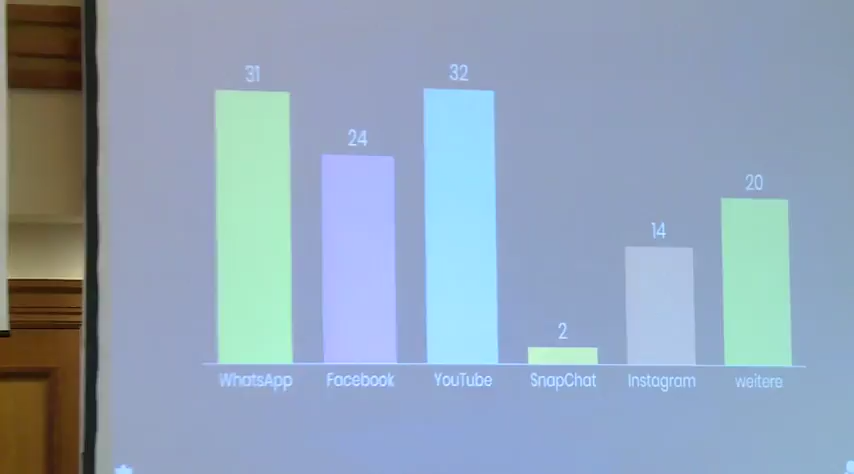 31
24
32
2
14
20
WhatsApp
Facebook
YouTube
SnapChat
Instagram
weitere